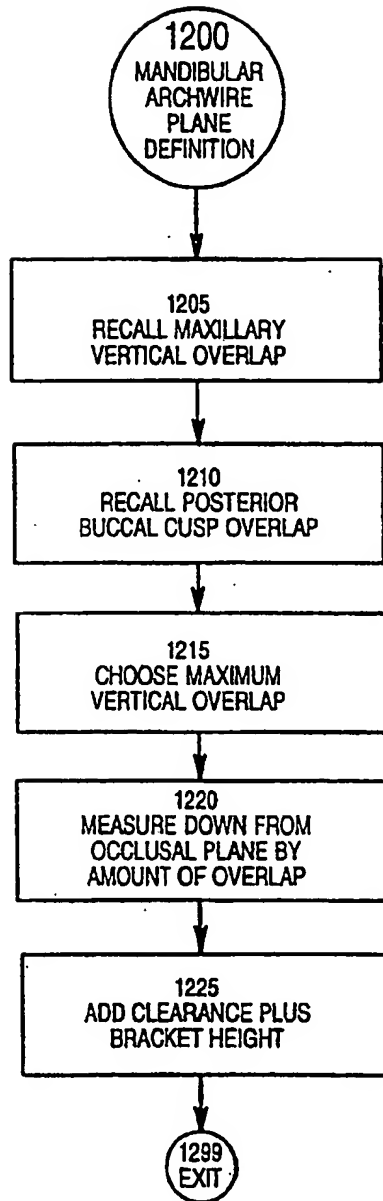 1200
MANDIBULAR
ARCHWIRE
PLANE
DEFINITION
1205
RECALL MAXILLARY
VERTICAL OVERLAP
1210
RECALL POSTERIOR
BUCCAL CUSP OVERLAP
1215
CHOOSE MAXIMUM
VERTICAL OVERLAP
1220
MEASURE DOWN FROM
OCCLUSAL PLANE BY
AMOUNT OF OVERLAP
1225
ADD CLEARANCE PLUS
BRACKET HEIGHT
1299
EXIT